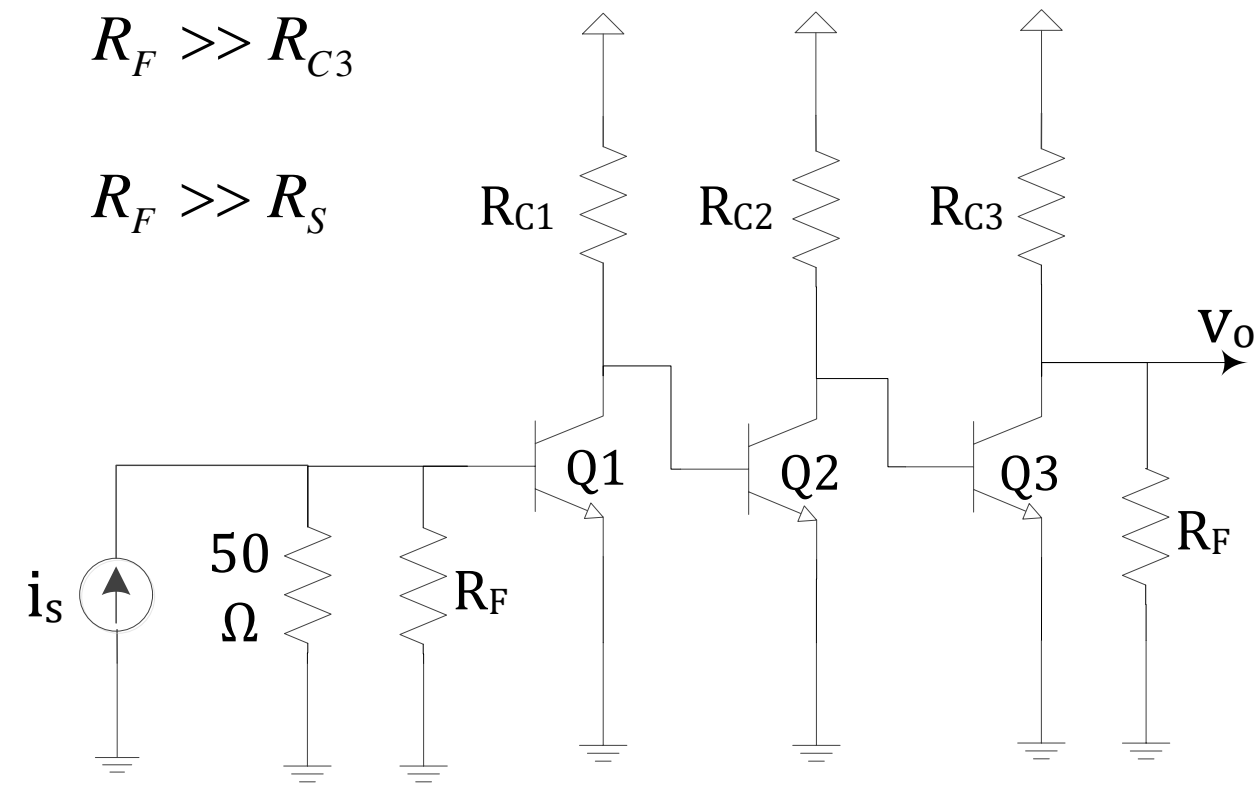 R_F >> R_C3
R_F >> R_S
R_C1
R_C2
R_C3
v_o
Q1
Q2
Q3
50
Ω
R_F
R_F
i_s